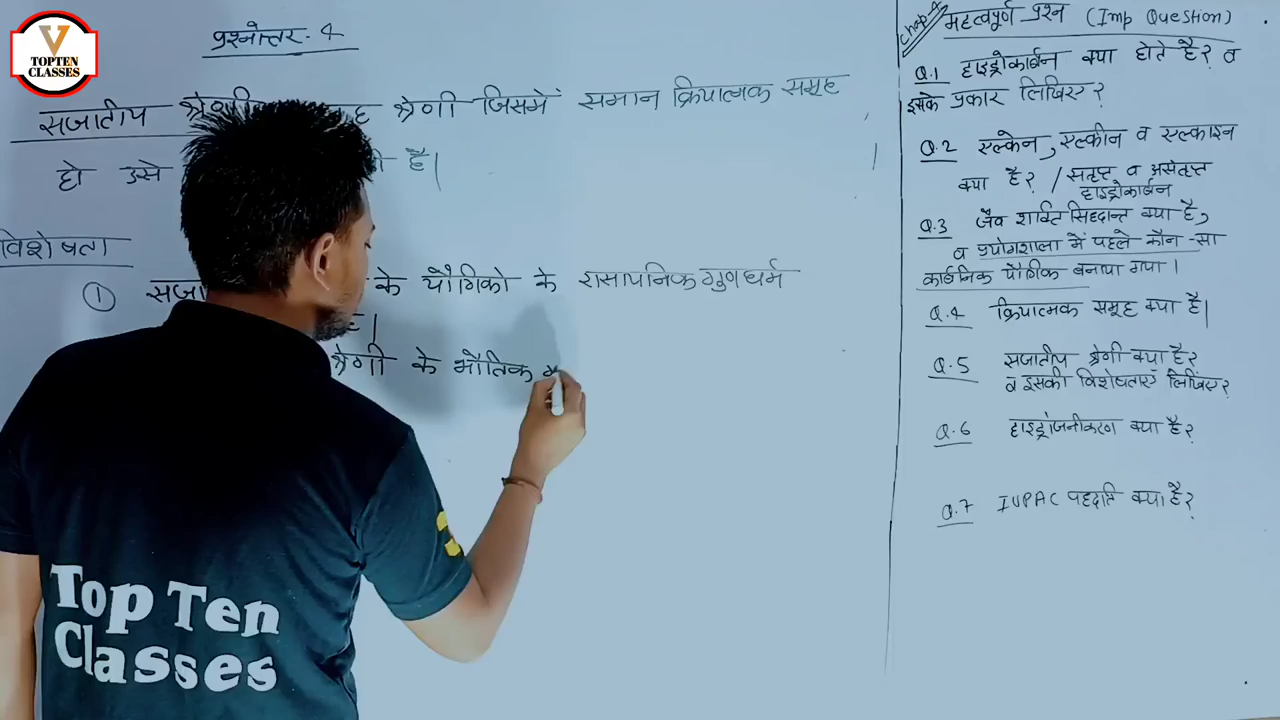 V
TOPTEN
CLASSES
प्रश्नोत्तर-4
सजातीय श्रेणी श्रेणी जिसमें समान क्रियात्मक समूह
हो उसे है।
विशेषता
① के यौगिको के रासायनिक गुणधर्म
है।
श्रेणी के भौतिक
Top Ten
Classes
Chap 4
महत्वपूर्ण प्रश्न (Imp Question)
Q.1 हाइड्रोकार्बन क्या होते है? व
इसके प्रकार लिखिए?
Q.2 एल्केन, एल्कीन व एल्काइन
क्या है? / संतृप्त व असंतृप्त
हाइड्रोकार्बन
Q.3 जैव शक्ति सिद्दान्त क्या है,
व प्रयोगशाला में पहले कौन-सा
कार्बनिक यौगिक बनाया गया।
Q.4 क्रियात्मक समूह क्या है।
Q.5 सजातीय श्रेणी क्या है?
व इसकी विशेषताएं लिखिए?
Q.6 हाइड्रोजनीकरण क्या है?
Q.7 IUPAC पद्दति क्या है?